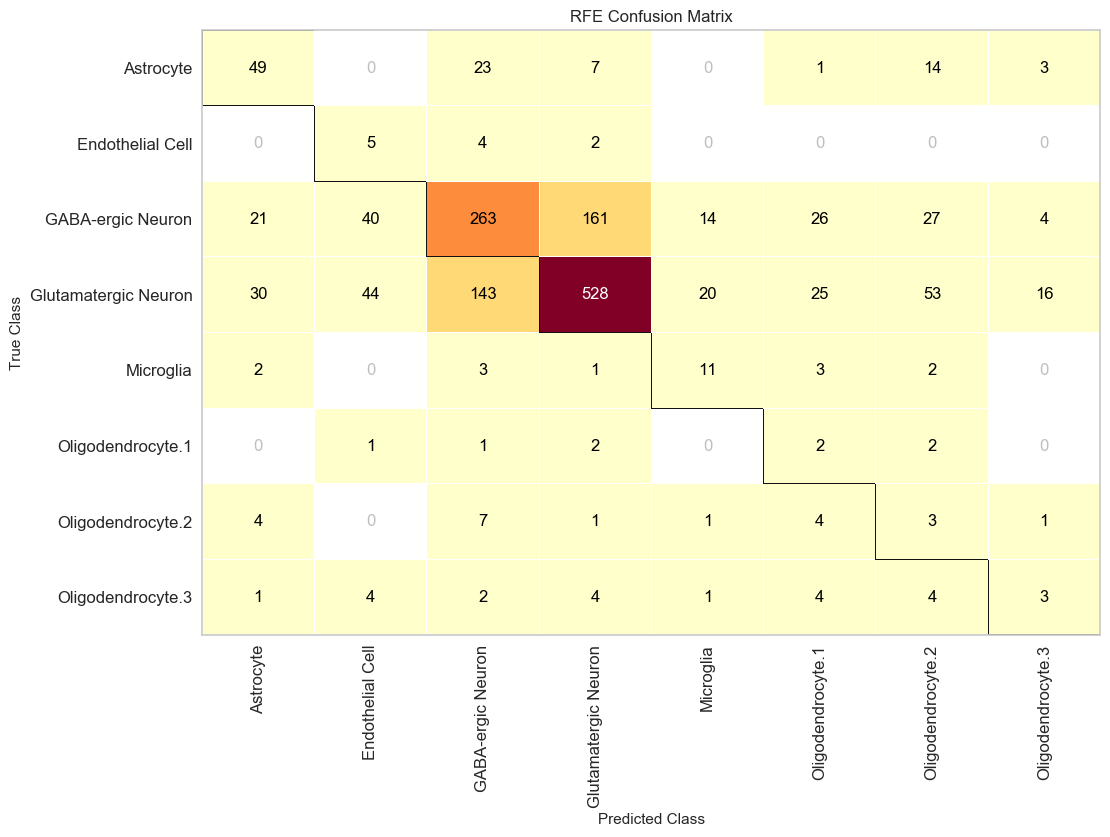 RFE Confusion Matrix
True Class
Astrocyte 49 0 23 7 0 1 14 3
Endothelial Cell 0 5 4 2 0 0 0 0
GABA-ergic Neuron 21 40 263 161 14 26 27 4
Glutamatergic Neuron 30 44 143 528 20 25 53 16
Microglia 2 0 3 1 11 3 2 0
Oligodendrocyte.1 0 1 1 2 0 2 2 0
Oligodendrocyte.2 4 0 7 1 1 4 3 1
Oligodendrocyte.3 1 4 2 4 1 4 4 3
Astrocyte
Endothelial Cell
GABA-ergic Neuron
Glutamatergic Neuron
Microglia
Oligodendrocyte.1
Oligodendrocyte.2
Oligodendrocyte.3
Predicted Class